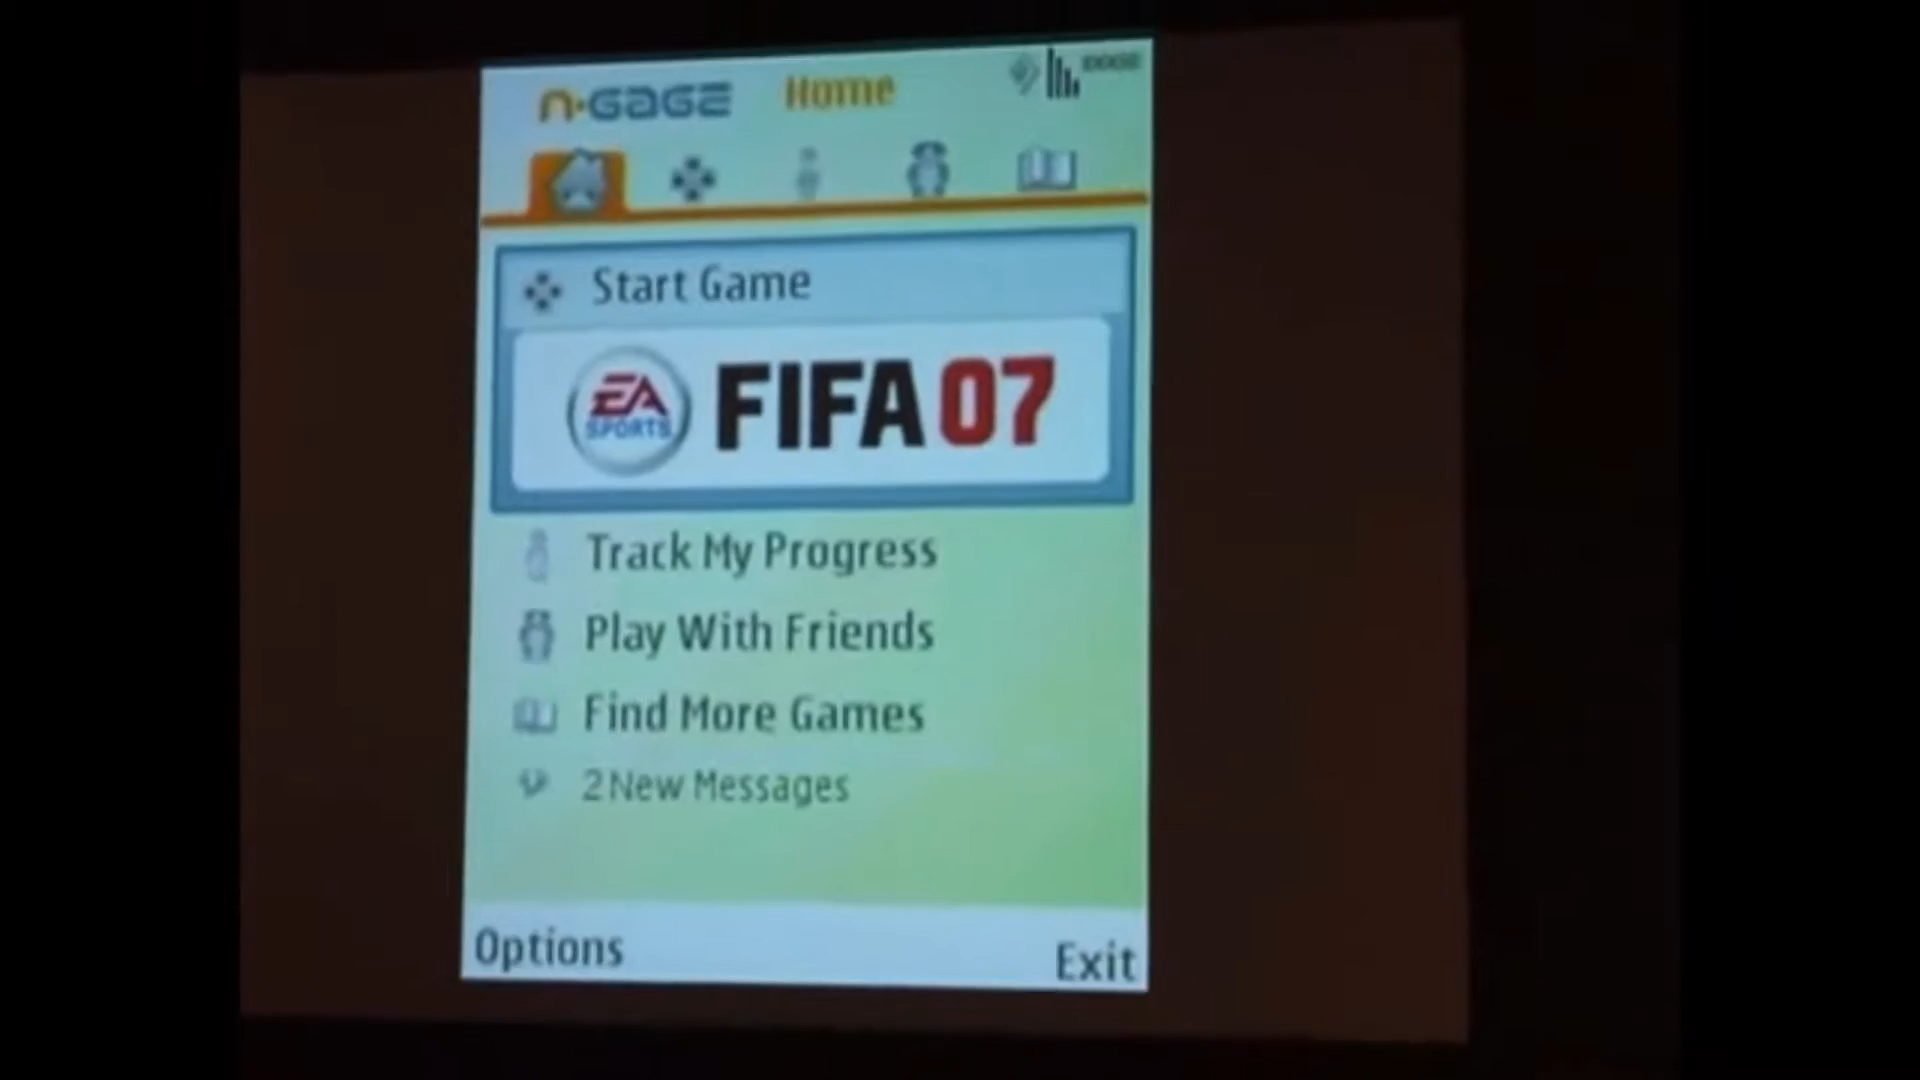 n·gage Home
Start Game
EA SPORTS FIFA 07
Track My Progress
Play With Friends
Find More Games
2 New Messages
Options
Exit